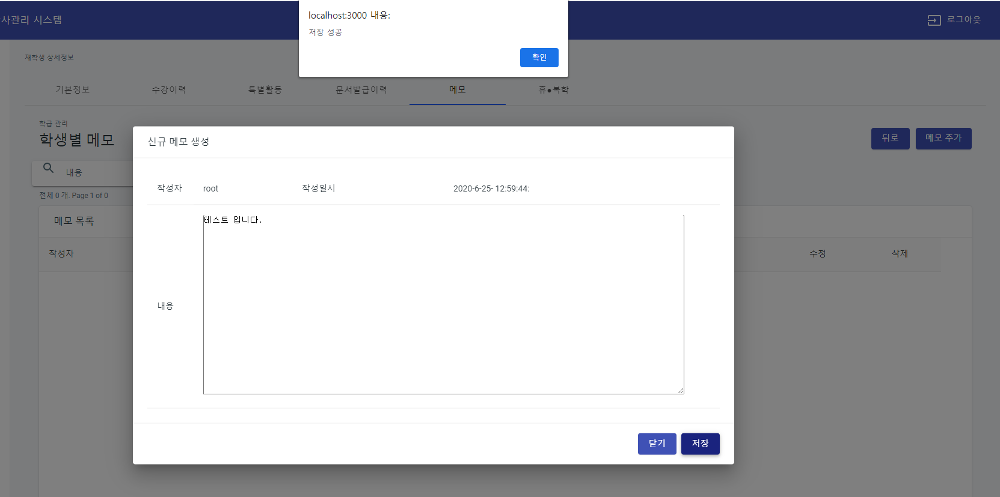 localhost:3000 내용:
저장 성공
확인
사관리 시스템
로그아웃
재학생 상세정보
기본정보 수강이력 특별활동 문서발급이력 메모 휴●복학
학급 관리
학생별 메모
뒤로 메모 추가
내용
전체 0 개. Page 1 of 0
메모 목록
작성자 수정 삭제
신규 메모 생성
작성자 root 작성일시 2020-6-25- 12:59:44:
내용
테스트 입니다.
닫기 저장